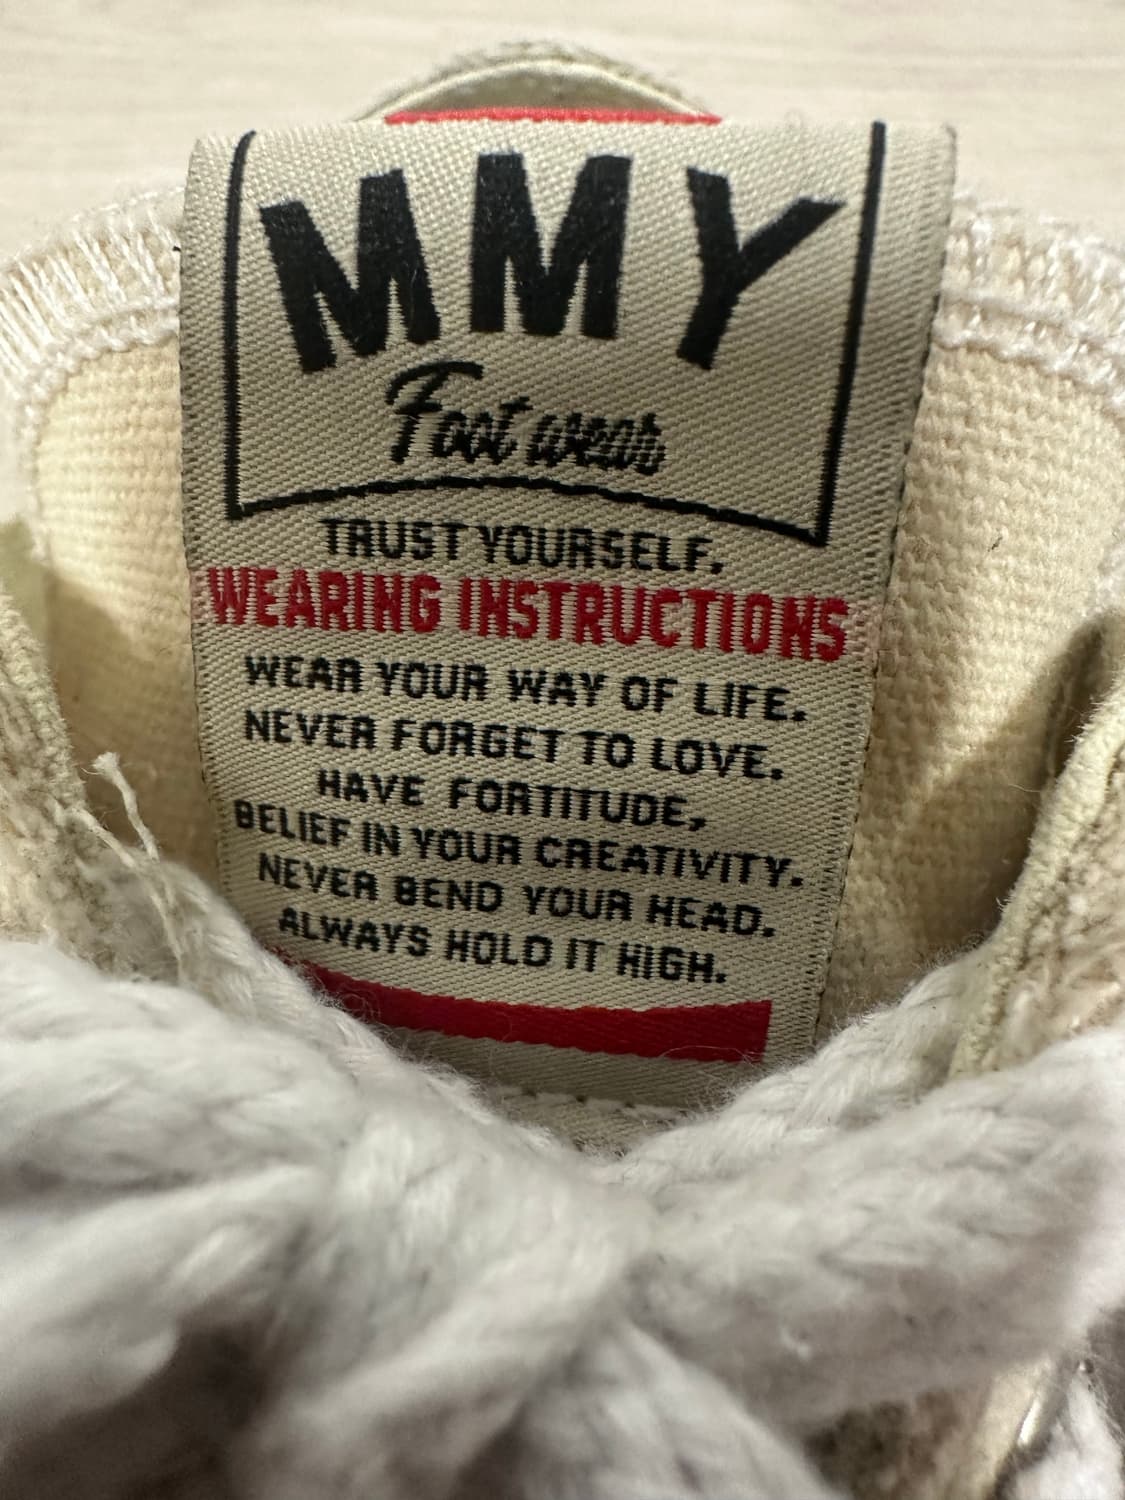 MMY
Foot wear
TRUST YOURSELF.
WEARING INSTRUCTIONS
WEAR YOUR WAY OF LIFE.
NEVER FORGET TO LOVE.
HAVE FORTITUDE,
BELIEF IN YOUR CREATIVITY.
NEVER BEND YOUR HEAD.
ALWAYS HOLD IT HIGH.